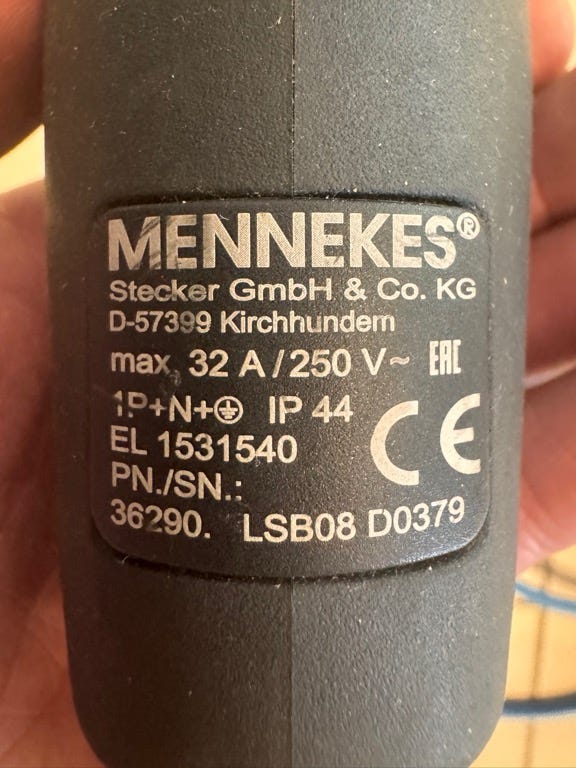 MENNEKES®
Stecker GmbH & Co. KG
D-57399 Kirchhundem
max. 32 A / 250 V ~ EAC
1P+N+⏚ IP 44
EL 1531540 CE
PN./SN.:
36290. LSB08 D0379